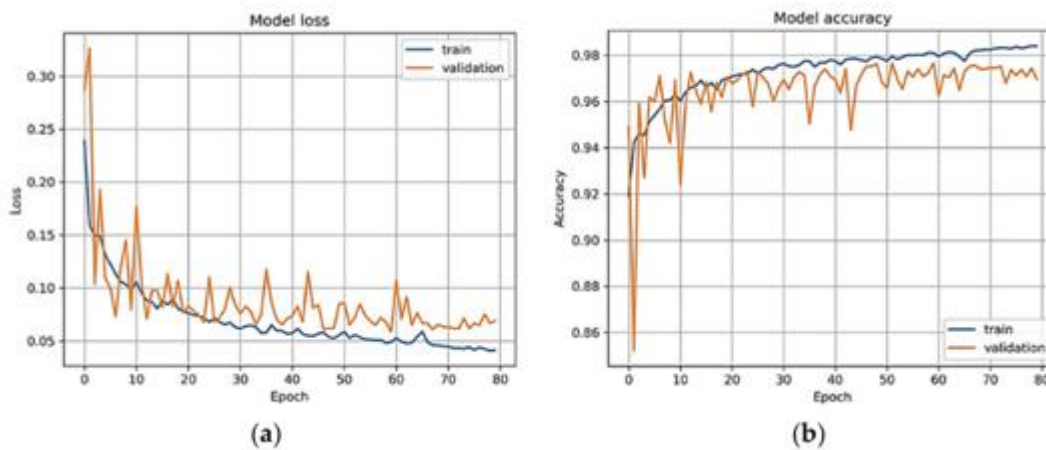 Model loss
train
validation
0.30
0.25
0.20
0.15
0.10
0.05
Loss
0 10 20 30 40 50 60 70 80
Epoch
(a)
Model accuracy
0.98
0.96
0.94
0.92
0.90
0.88
0.86
Accuracy
train
validation
0 10 20 30 40 50 60 70 80
Epoch
(b)